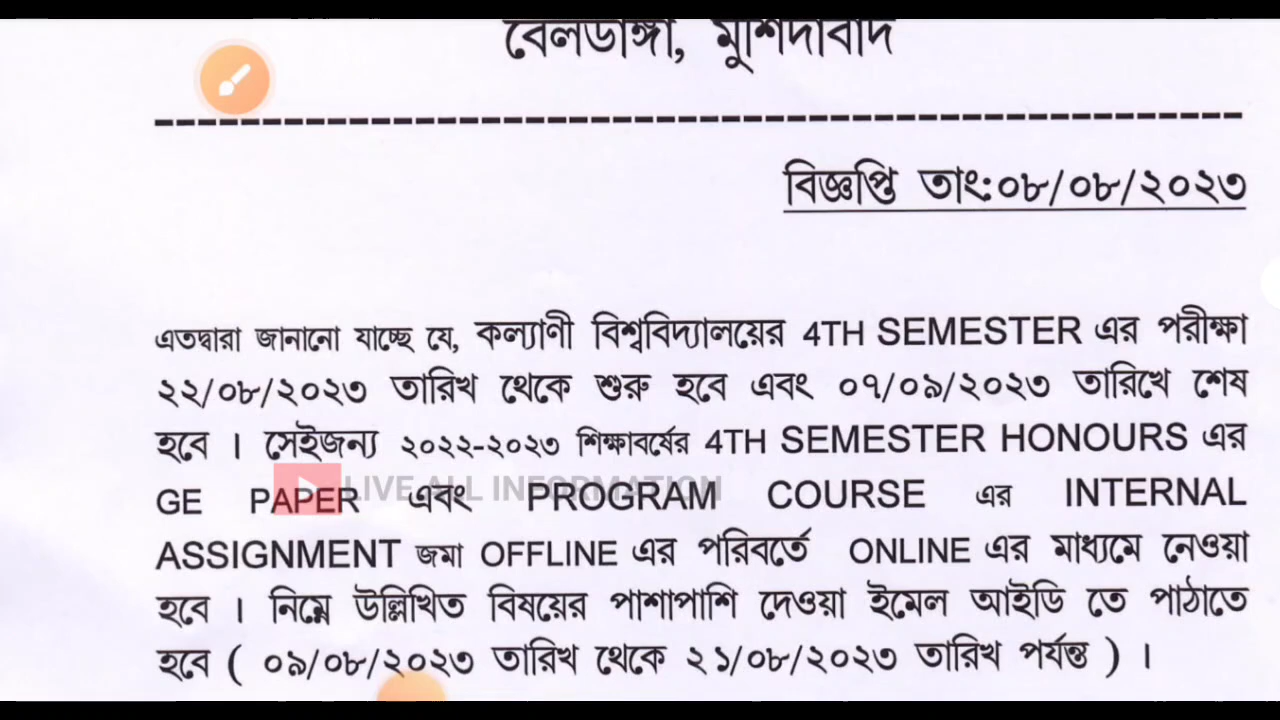 বেলডাঙ্গা, মুর্শিদাবাদ
বিজ্ঞপ্তি তাং:০৮/০৮/২০২৩
এতদ্বারা জানানো যাচ্ছে যে, কল্যাণী বিশ্ববিদ্যালয়ের 4TH SEMESTER এর পরীক্ষা
২২/০৮/২০২৩ তারিখ থেকে শুরু হবে এবং ০৭/০৯/২০২৩ তারিখে শেষ
হবে । সেইজন্য ২০২২-২০২৩ শিক্ষাবর্ষের 4TH SEMESTER HONOURS এর
GE PAPER এবং PROGRAM COURSE এর INTERNAL
LIVE ALL INFORMATION
ASSIGNMENT জমা OFFLINE এর পরিবর্তে ONLINE এর মাধ্যমে নেওয়া
হবে । নিম্নে উল্লিখিত বিষয়ের পাশাপাশি দেওয়া ইমেল আইডি তে পাঠাতে
হবে ( ০৯/০৮/২০২৩ তারিখ থেকে ২১/০৮/২০২৩ তারিখ পর্যন্ত ) ।